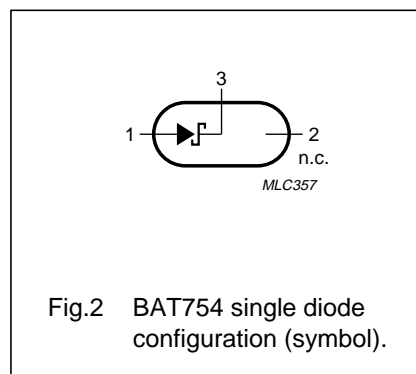 3
1
2
n.c.
MLC357
Fig.2 BAT754 single diode
configuration (symbol).